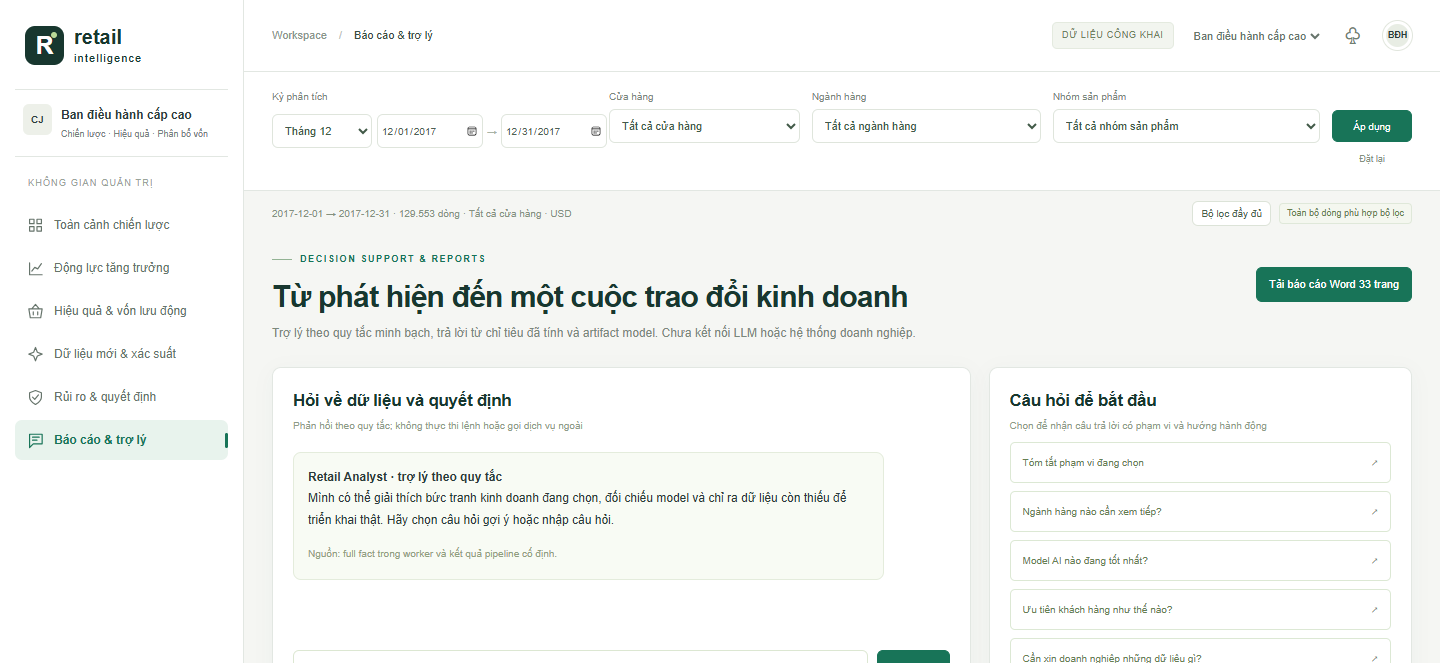 R
retail
intelligence
CJ
Ban điều hành cấp cao
Chiến lược · Hiệu quả · Phân bổ vốn
KHÔNG GIAN QUẢN TRỊ
Toàn cảnh chiến lược
Động lực tăng trưởng
Hiệu quả & vốn lưu động
Dữ liệu mới & xác suất
Rủi ro & quyết định
Báo cáo & trợ lý
Workspace / Báo cáo & trợ lý
DỮ LIỆU CÔNG KHAI
Ban điều hành cấp cao
BĐH
Kỳ phân tích
Tháng 12
12/01/2017 → 12/31/2017
Cửa hàng
Tất cả cửa hàng
Ngành hàng
Tất cả ngành hàng
Nhóm sản phẩm
Tất cả nhóm sản phẩm
Áp dụng
Đặt lại
2017-12-01 → 2017-12-31 · 129.553 dòng · Tất cả cửa hàng · USD
Bộ lọc đầy đủ
Toàn bộ dòng phù hợp bộ lọc
DECISION SUPPORT & REPORTS
Từ phát hiện đến một cuộc trao đổi kinh doanh
Trợ lý theo quy tắc minh bạch, trả lời từ chỉ tiêu đã tính và artifact model. Chưa kết nối LLM hoặc hệ thống doanh nghiệp.
Tải báo cáo Word 33 trang
Hỏi về dữ liệu và quyết định
Phản hồi theo quy tắc; không thực thi lệnh hoặc gọi dịch vụ ngoài
Retail Analyst · trợ lý theo quy tắc
Mình có thể giải thích bức tranh kinh doanh đang chọn, đối chiếu model và chỉ ra dữ liệu còn thiếu để
triển khai thật. Hãy chọn câu hỏi gợi ý hoặc nhập câu hỏi.
Nguồn: full fact trong worker và kết quả pipeline cố định.
Câu hỏi để bắt đầu
Chọn để nhận câu trả lời có phạm vi và hướng hành động
Tóm tắt phạm vi đang chọn
Ngành hàng nào cần xem tiếp?
Model AI nào đang tốt nhất?
Ưu tiên khách hàng như thế nào?
Cần xin doanh nghiệp những dữ liệu gì?